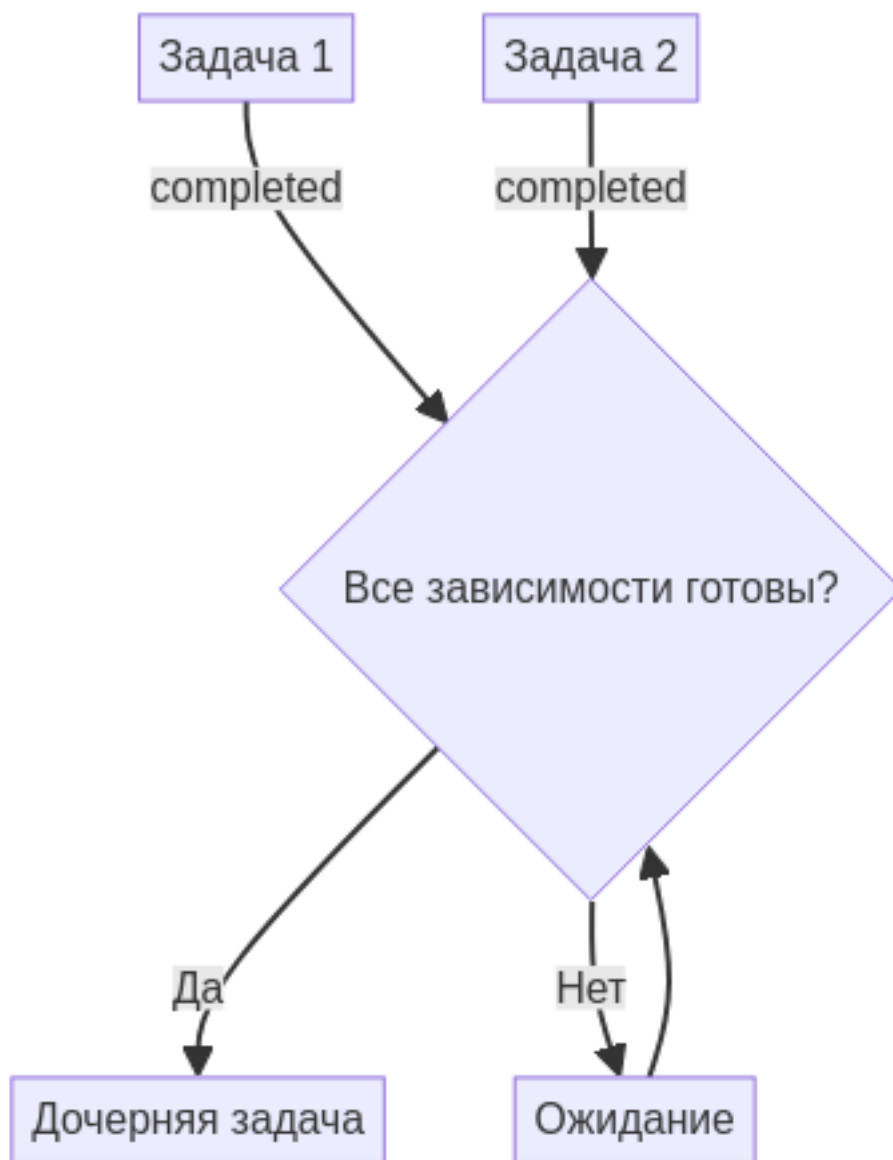 Задача 1
Задача 2
completed
completed
Все зависимости готовы?
Да
Нет
Дочерняя задача
Ожидание